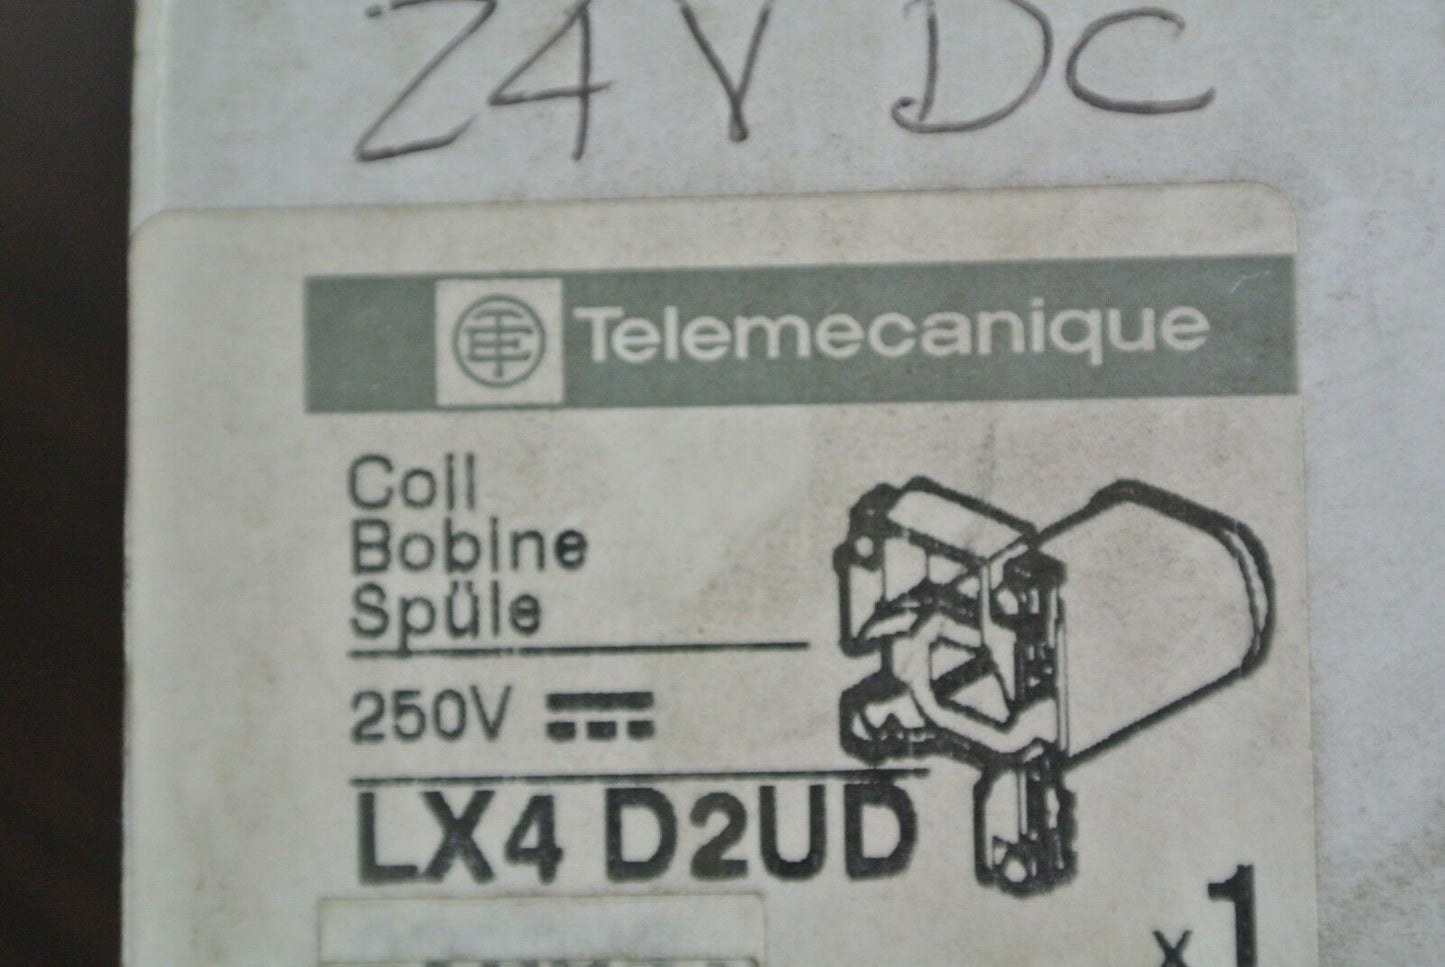 24V DC
Telemecanique
Coil
Bobine
Spüle
250V
LX4 D2UD
x1